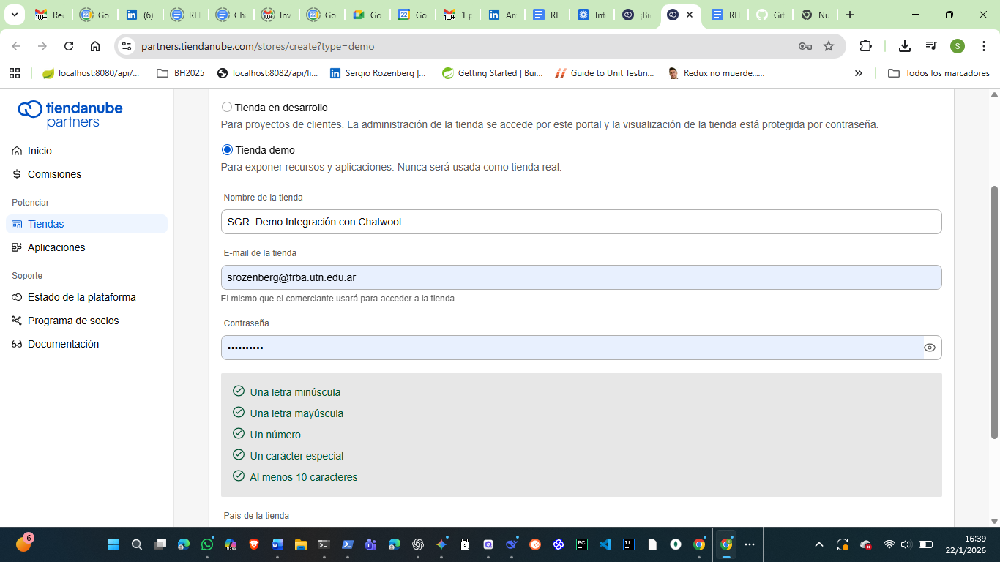 Rec
Go
(6)
REI
Cha
Inv
Go
Go
Go
1 p
An
RE
Int
¡Bi
REI
Git
Nu
partners.tiendanube.com/stores/create?type=demo
S
localhost:8080/api/...
BH2025
localhost:8082/api/li...
Sergio Rozenberg |...
Getting Started | Bui...
Guide to Unit Testin...
Redux no muerde......
Todos los marcadores
tiendanube
partners
Inicio
Comisiones
Potenciar
Tiendas
Aplicaciones
Soporte
Estado de la plataforma
Programa de socios
Documentación
Tienda en desarrollo
Para proyectos de clientes. La administración de la tienda se accede por este portal y la visualización de la tienda está protegida por contraseña.
Tienda demo
Para exponer recursos y aplicaciones. Nunca será usada como tienda real.
Nombre de la tienda
SGR  Demo Integración con Chatwoot
E-mail de la tienda
srozenberg@frba.utn.edu.ar
El mismo que el comerciante usará para acceder a la tienda
Contraseña
••••••••••
Una letra minúscula
Una letra mayúscula
Un número
Un carácter especial
Al menos 10 caracteres
País de la tienda
6
16:39
22/1/2026